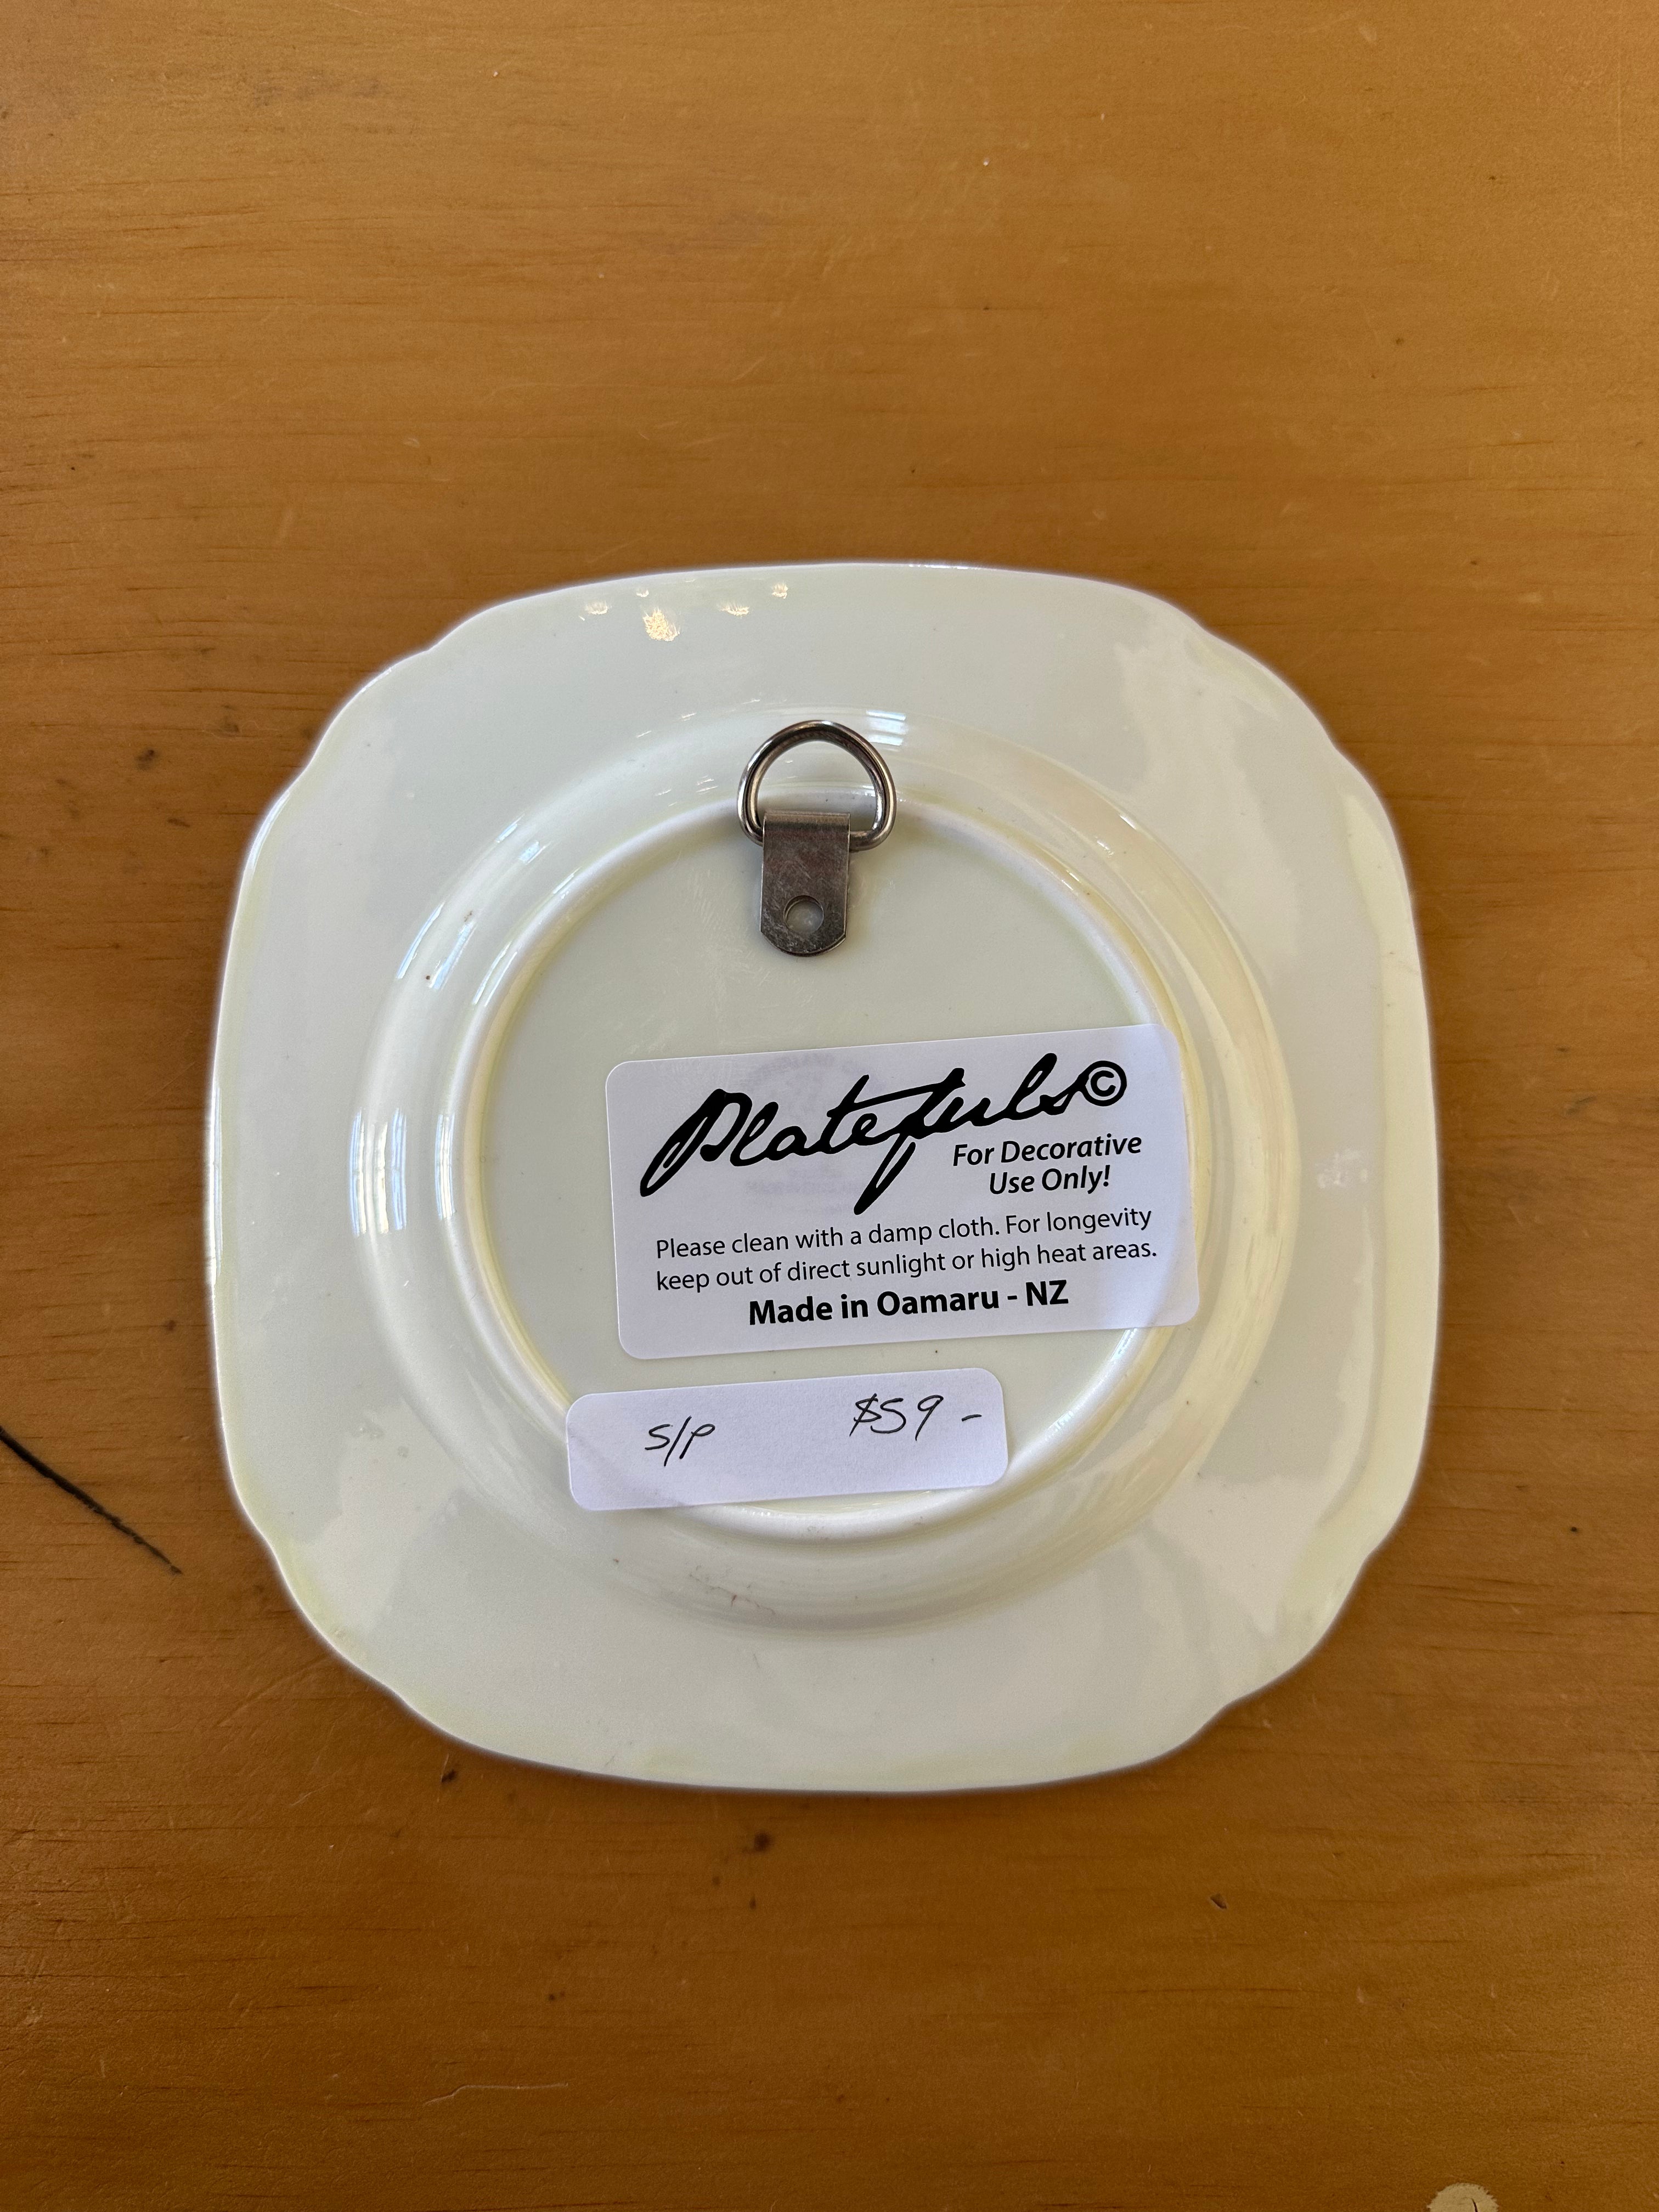 Platefuls©
For Decorative
Use Only!
Please clean with a damp cloth. For longevity
keep out of direct sunlight or high heat areas.
Made in Oamaru - NZ
S/P $59 -